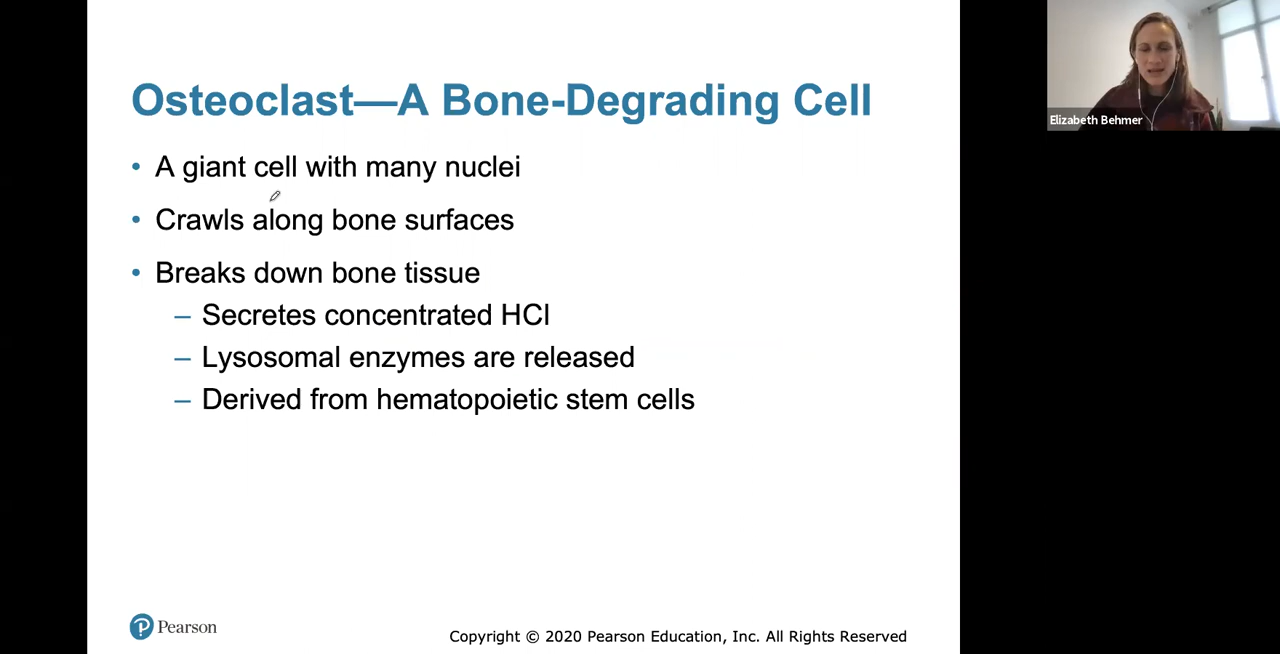 Osteoclast—A Bone-Degrading Cell
• A giant cell with many nuclei
• Crawls along bone surfaces
• Breaks down bone tissue
– Secretes concentrated HCl
– Lysosomal enzymes are released
– Derived from hematopoietic stem cells
P Pearson
Copyright © 2020 Pearson Education, Inc. All Rights Reserved
Elizabeth Behmer